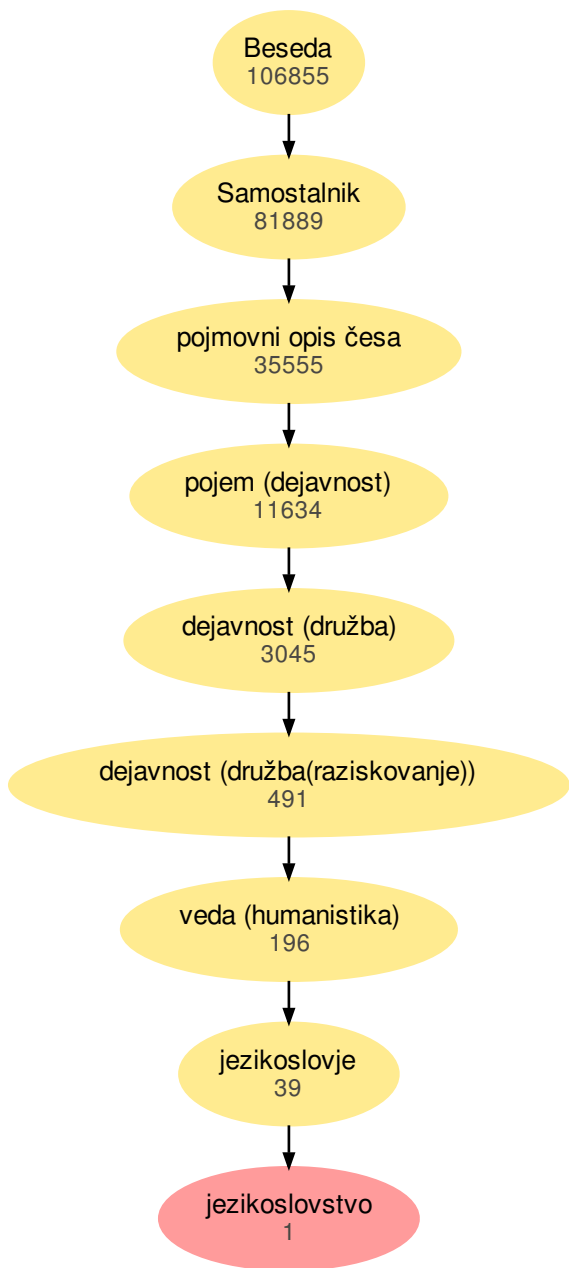 Beseda
106855
Samostalnik
81889
pojmovni opis česa
35555
pojem (dejavnost)
11634
dejavnost (družba)
3045
dejavnost (družba(raziskovanje))
491
veda (humanistika)
196
jezikoslovje
39
jezikoslovstvo
1